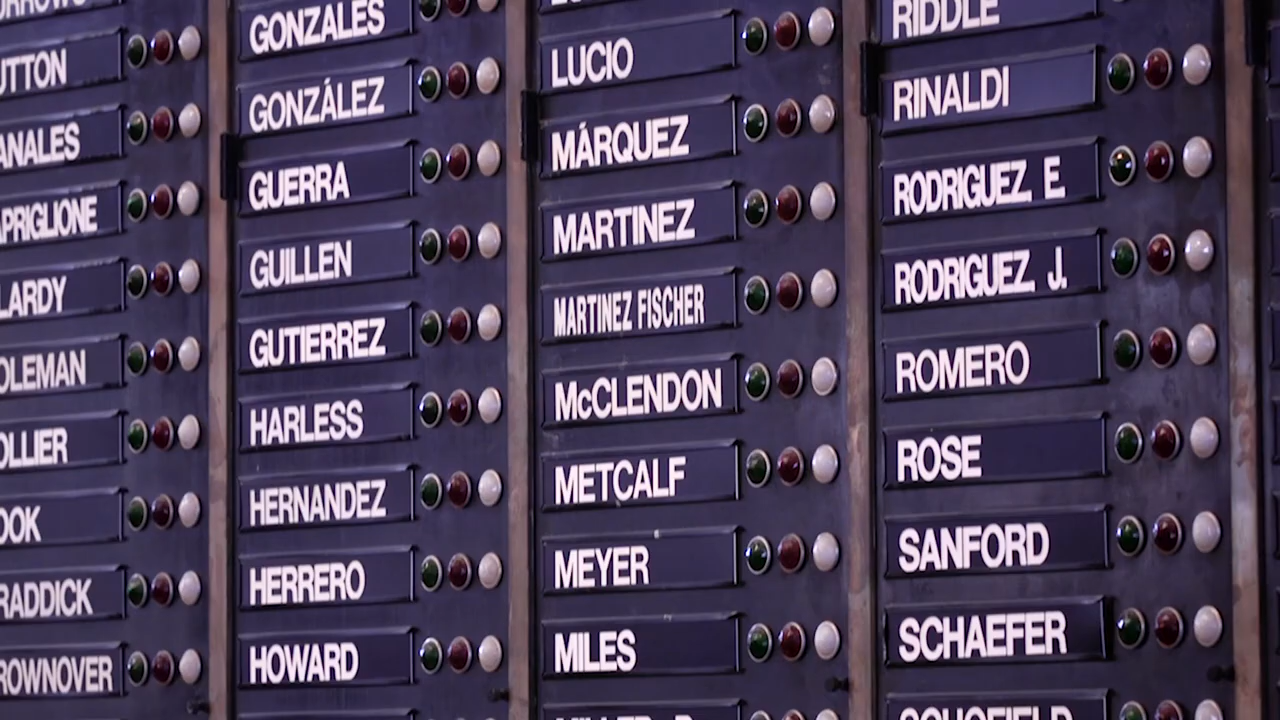 UTTON
ANALES
APRIGLIONE
LARDY
OLEMAN
OLLIER
OOK
RADDICK
ROWNOVER
GONZALES
GONZÁLEZ
GUERRA
GUILLEN
GUTIERREZ
HARLESS
HERNANDEZ
HERRERO
HOWARD
LUCIO
MÁRQUEZ
MARTINEZ
MARTINEZ FISCHER
McCLENDON
METCALF
MEYER
MILES
RIDDLE
RINALDI
RODRIGUEZ, E.
RODRIGUEZ, J.
ROMERO
ROSE
SANFORD
SCHAEFER
SCHOFIELD